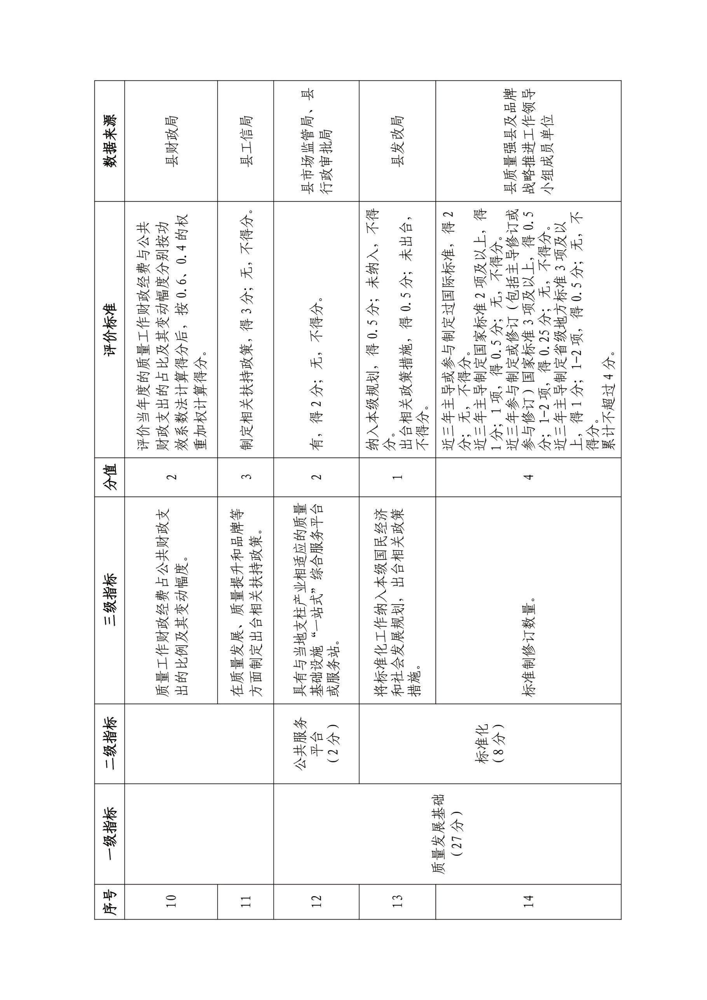 序号
一级指标
二级指标
三级指标
分值
评价标准
数据来源
10
质量工作财政经费占公共财政支
出的比例及其变动幅度。
2
评价当年度的质量工作财政经费与公共
财政支出的占比及其变动幅度分别按功
效系数法计算得分后，按 0.6、0.4 的权
重加权计算得分。
县财政局
11
在质量发展、质量提升和品牌等
方面制定出台相关扶持政策。
3
制定相关扶持政策，得 3 分；无，不得分。
县工信局
12
质量发展基础
（27 分）
公共服务
平台
（2 分）
具有与当地支柱产业相适应的质量
基础设施“一站式”综合服务平台
或服务站。
2
有，得 2 分；无，不得分。
县市场监管局、县
行政审批局
13
标准化
（8 分）
将标准化工作纳入本级国民经济
和社会发展规划，出台相关政策
措施。
1
纳入本级规划，得 0.5 分；未纳入，不得
分。
出台相关政策措施，得 0.5 分；未出台，
不得分。
县发改局
14
标准制修订数量。
4
近三年主导或参与制定过国际标准，得 2
分；无，不得分。
近三年主导制定国家标准 2 项及以上，得
1 分；1 项，得 0.5 分；无，不得分。
近三年参与制定或修订（包括主导修订或
参与修订）国家标准 3 项及以上，得 0.5
分；1-2 项，得 0.25 分；无，不得分。
近三年主导制定省级地方标准 3 项及以
上，得 1 分；1-2 项，得 0.5 分；无，不
得分。
累计不超过 4 分。
县质量强县及品牌
战略推进工作领导
小组成员单位